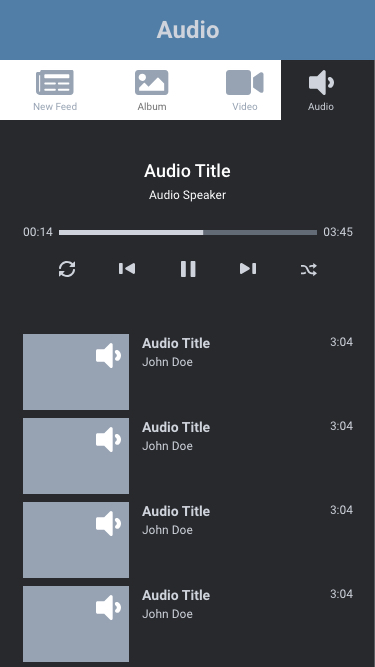 Audio
New Feed
Album
Video
Audio
Audio Title
Audio Speaker
00:14
03:45
Audio Title
3:04
John Doe
Audio Title
3:04
John Doe
Audio Title
3:04
John Doe
Audio Title
3:04
John Doe